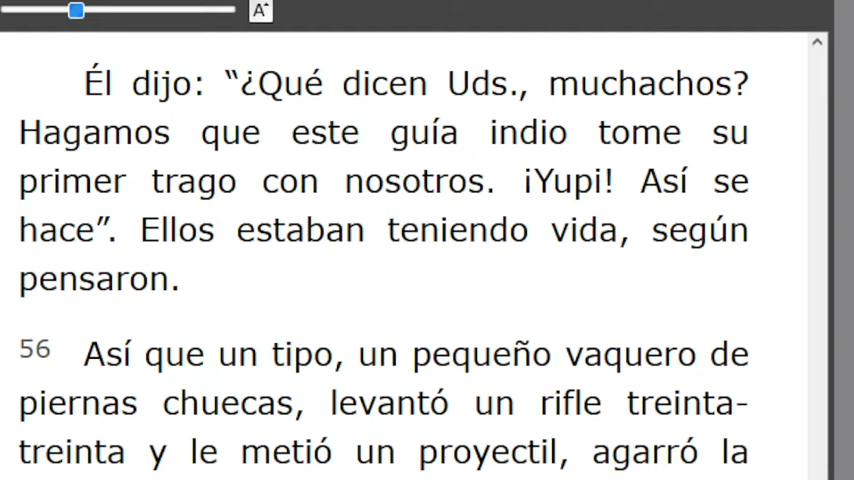 A
Él dijo: “¿Qué dicen Uds., muchachos?
Hagamos que este guía indio tome su
primer trago con nosotros. ¡Yupi! Así se
hace”. Ellos estaban teniendo vida, según
pensaron.
56 Así que un tipo, un pequeño vaquero de
piernas chuecas, levantó un rifle treinta-
treinta y le metió un proyectil, agarró la